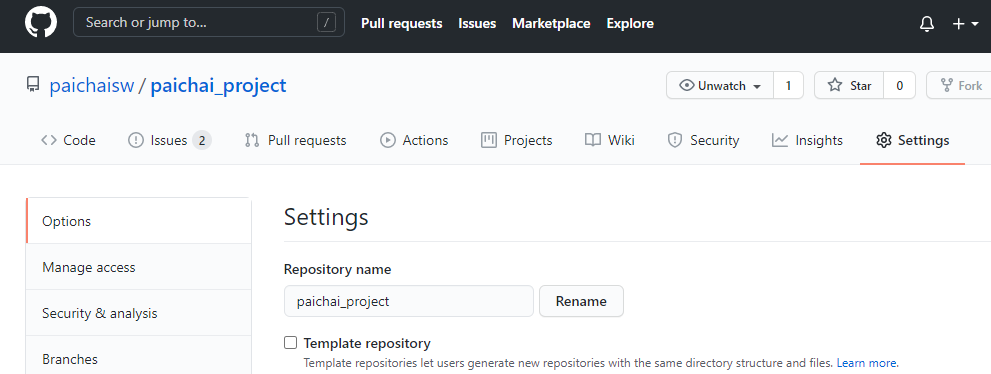 Search or jump to... / Pull requests Issues Marketplace Explore
paichaisw / paichai_project Unwatch 1 Star 0 Fork
Code Issues 2 Pull requests Actions Projects Wiki Security Insights Settings
Options
Manage access
Security & analysis
Branches
Settings
Repository name
paichai_project Rename
Template repository
Template repositories let users generate new repositories with the same directory structure and files. Learn more.